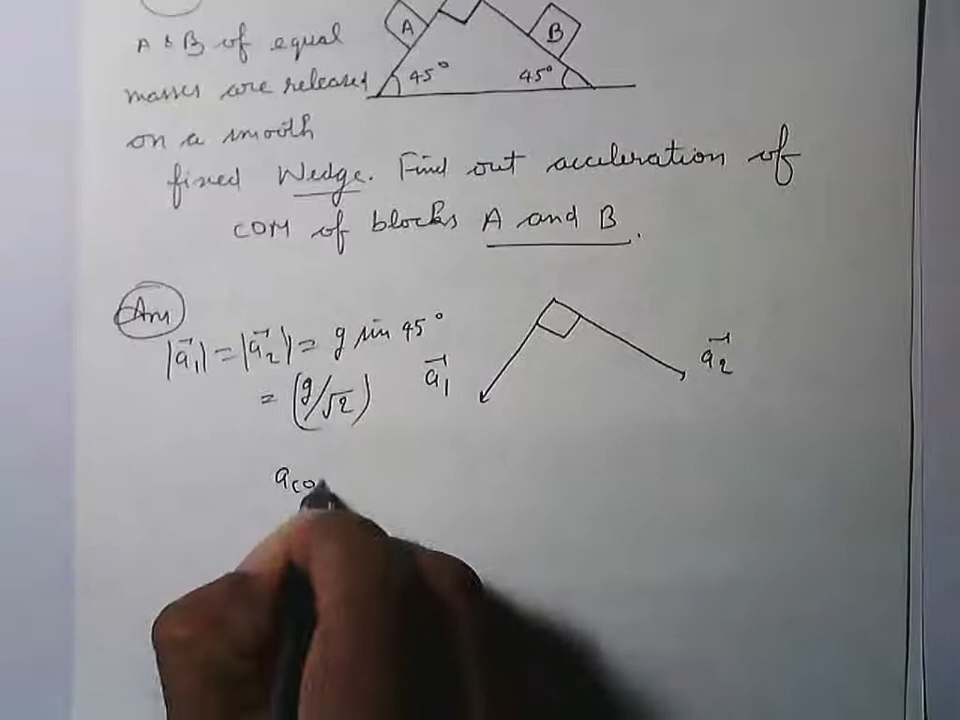 A & B of equal
masses are released
on a smooth
fixed Wedge. Find out acceleration of
COM of blocks A and B.
A
B
45°
45°
Ans
|a⃗₁| = |a⃗₂| = g sin 45°
= (g/√2)
a⃗₁
a⃗₂
aco